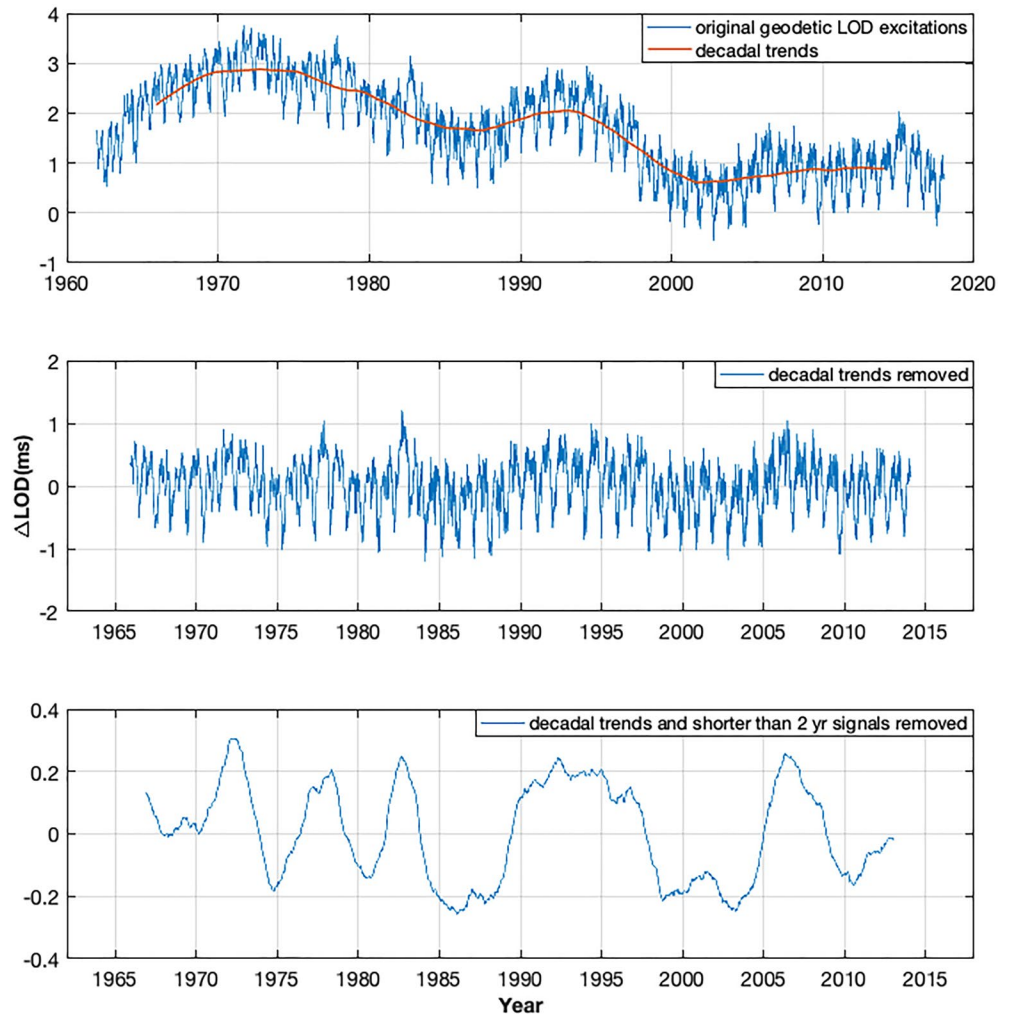 4
3
2
1
0
-1
original geodetic LOD excitations
decadal trends
1960 1970 1980 1990 2000 2010 2020
2
1
0
-1
-2
decadal trends removed
△LOD(ms)
1965 1970 1975 1980 1985 1990 1995 2000 2005 2010 2015
0.4
0.2
0
-0.2
-0.4
decadal trends and shorter than 2 yr signals removed
1965 1970 1975 1980 1985 1990 1995 2000 2005 2010 2015
Year